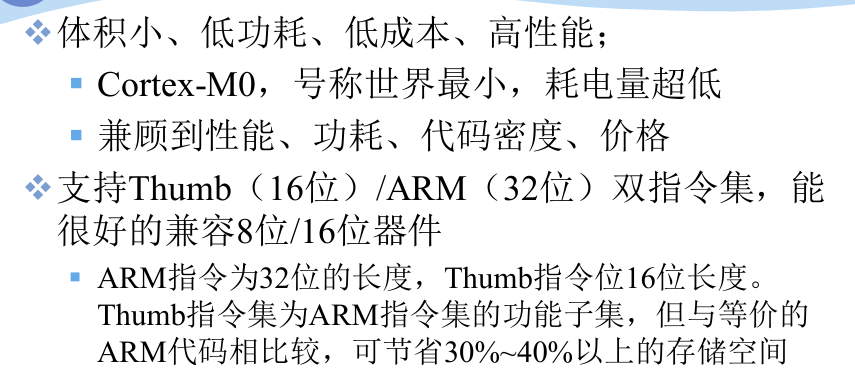 体积小、低功耗、低成本、高性能；
Cortex-M0，号称世界最小，耗电量超低
兼顾到性能、功耗、代码密度、价格
支持Thumb（16位）/ARM（32位）双指令集，能
很好的兼容8位/16位器件
ARM指令为32位的长度，Thumb指令位16位长度。
Thumb指令集为ARM指令集的功能子集，但与等价的
ARM代码相比较，可节省30%~40%以上的存储空间